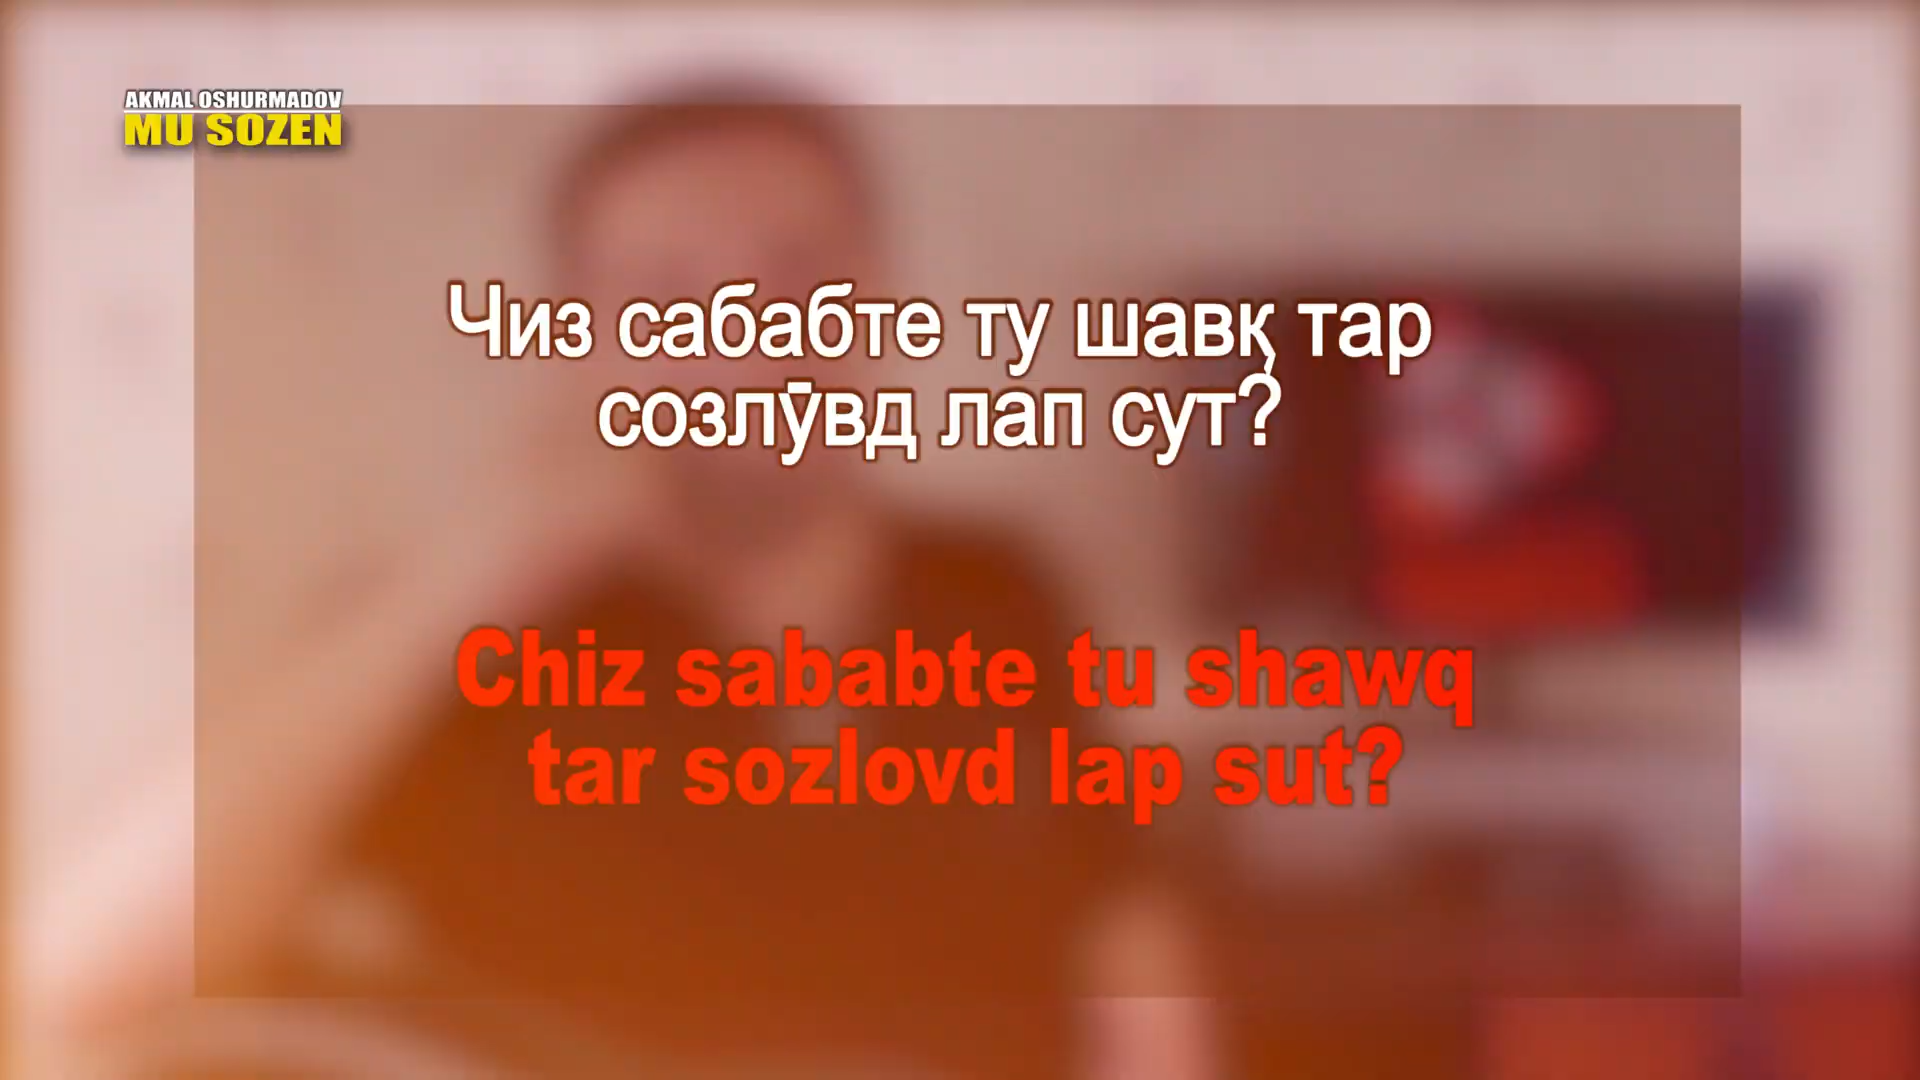 AKMAL OSHURMADOV
MU SOZEN
Чиз сабабте ту шавқ тар
созлӯвд лап сут?
Chiz sababte tu shawq
tar sozlovd lap sut?